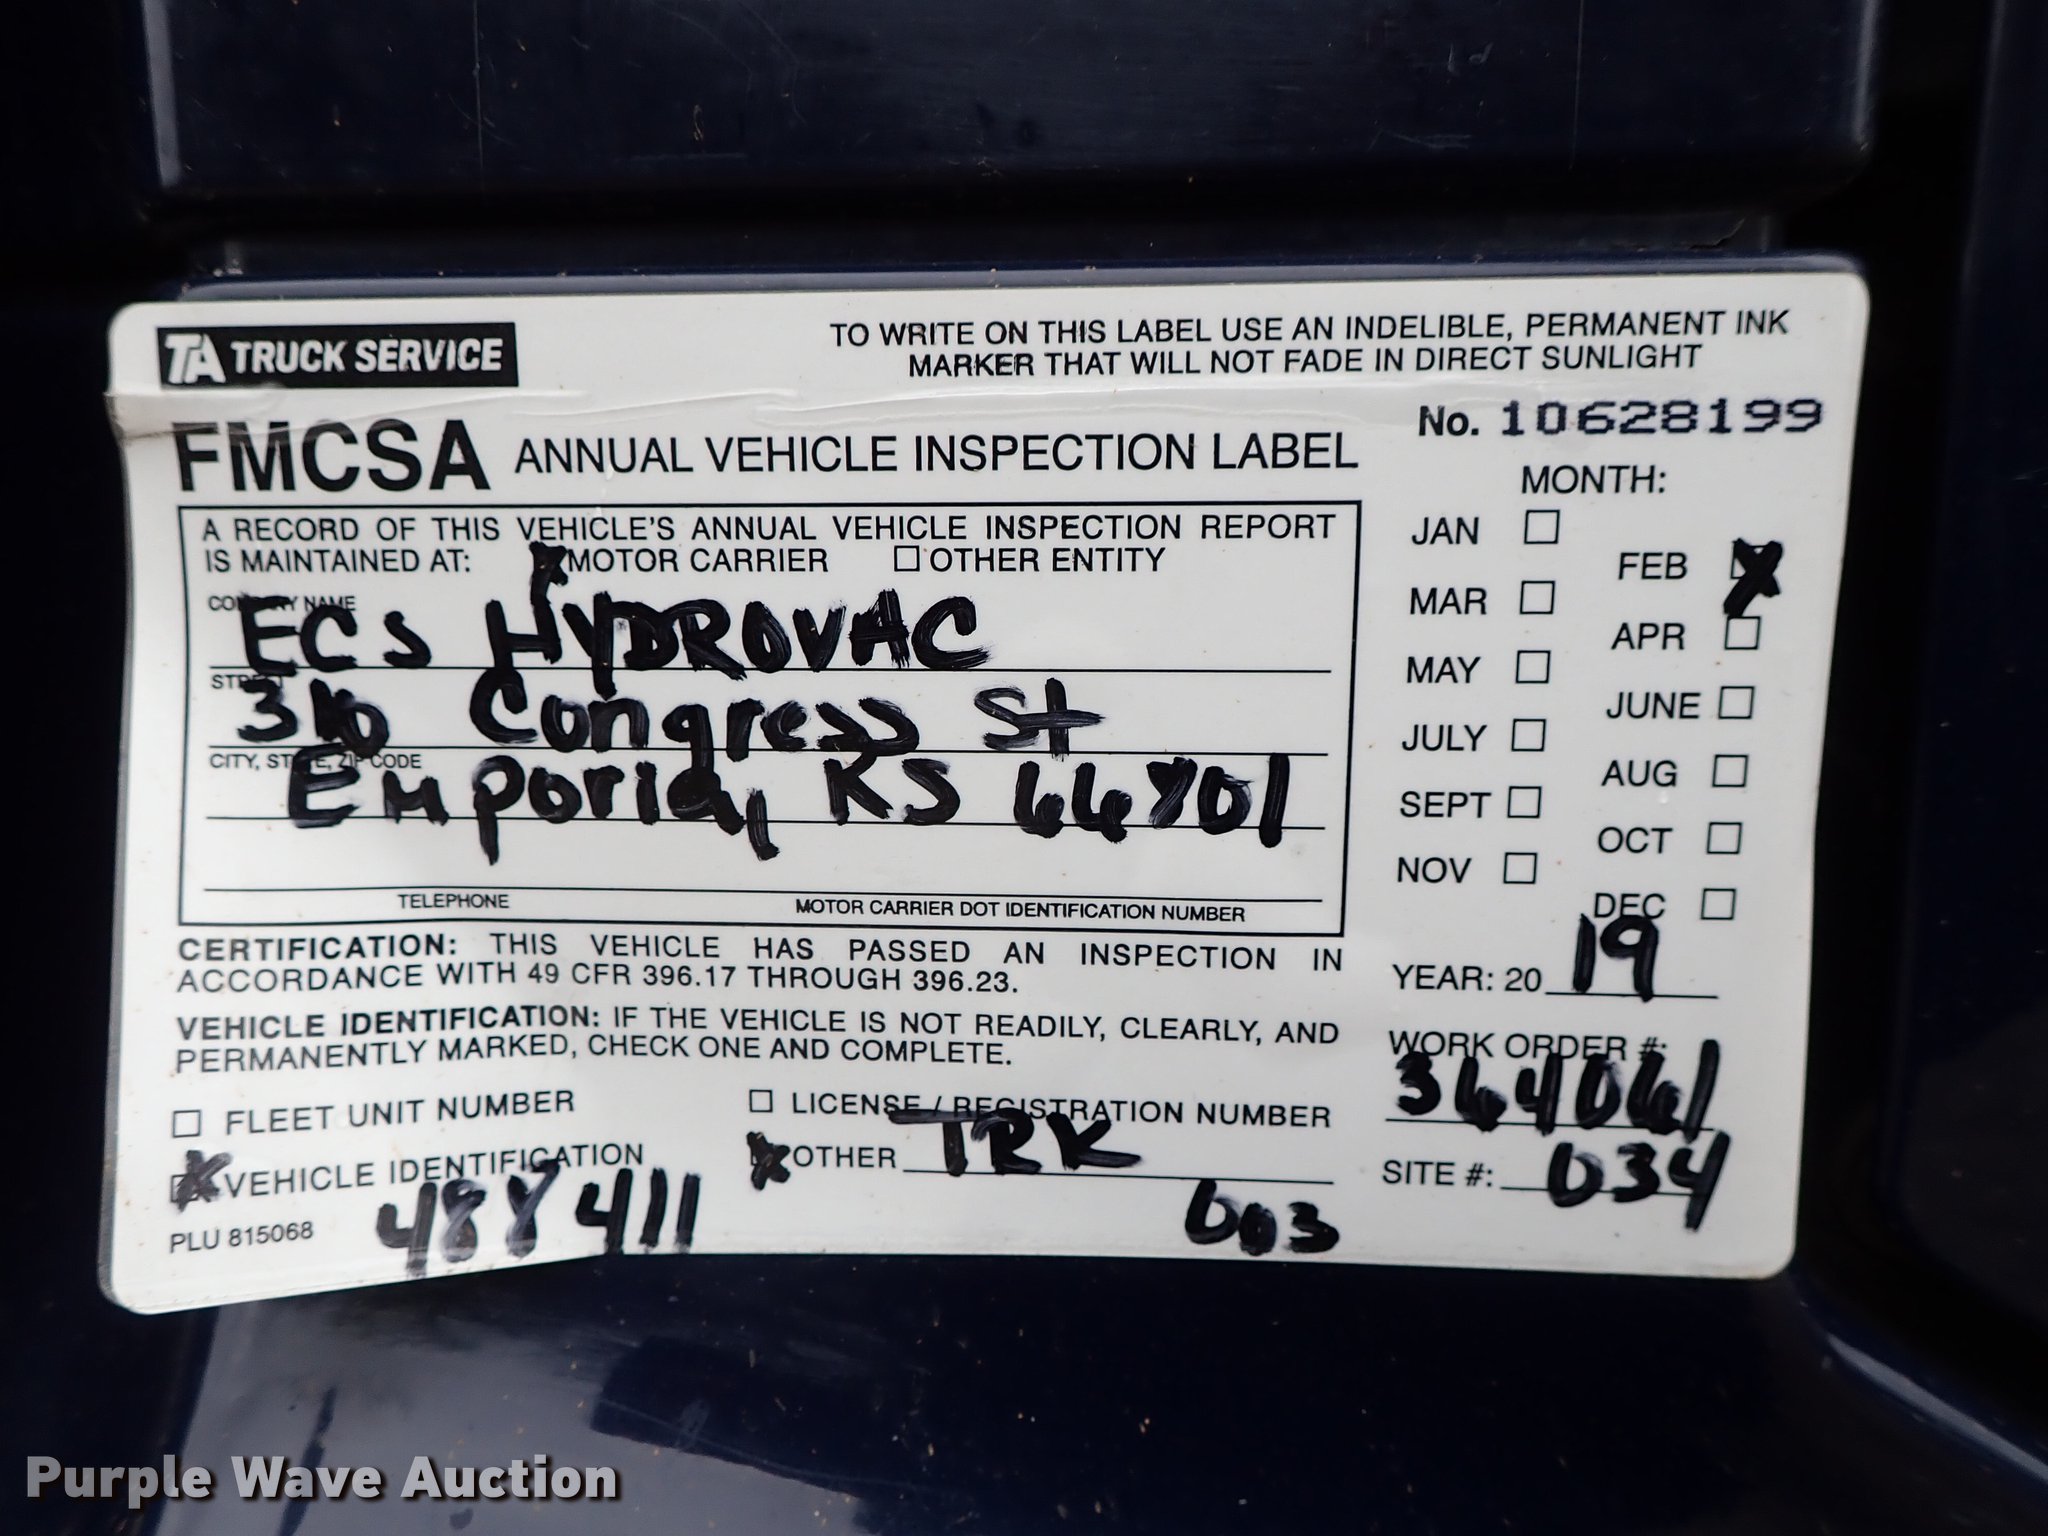 TA TRUCK SERVICE
TO WRITE ON THIS LABEL USE AN INDELIBLE, PERMANENT INK
MARKER THAT WILL NOT FADE IN DIRECT SUNLIGHT
FMCSA ANNUAL VEHICLE INSPECTION LABEL
No. 10628199
A RECORD OF THIS VEHICLE'S ANNUAL VEHICLE INSPECTION REPORT
IS MAINTAINED AT: MOTOR CARRIER OTHER ENTITY
COMPANY NAME
ECS HYDROVAC
STREET
Congress St
CITY, STATE, ZIP CODE
Emporia, KS 66801
TELEPHONE
MOTOR CARRIER DOT IDENTIFICATION NUMBER
CERTIFICATION: THIS VEHICLE HAS PASSED AN INSPECTION IN
ACCORDANCE WITH 49 CFR 396.17 THROUGH 396.23.
VEHICLE IDENTIFICATION: IF THE VEHICLE IS NOT READILY, CLEARLY, AND
PERMANENTLY MARKED, CHECK ONE AND COMPLETE.
FLEET UNIT NUMBER
LICENSE / REGISTRATION NUMBER
VEHICLE IDENTIFICATION
OTHER TRK
488411
003
PLU 815068
MONTH:
JAN
FEB
MAR
APR
MAY
JUNE
JULY
AUG
SEPT
OCT
NOV
DEC
YEAR: 2019
WORK ORDER #:
364061
SITE #: 034
Purple Wave Auction